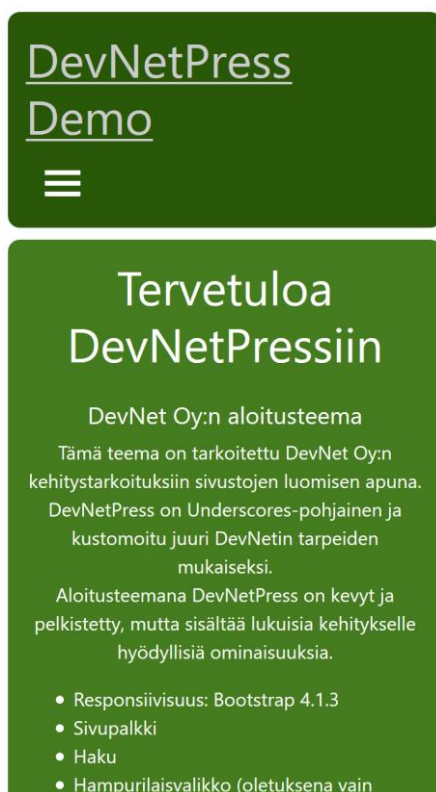 DevNetPress
Demo
Tervetuloa
DevNetPressiin
DevNet Oy:n aloitusteema
Tämä teema on tarkoitettu DevNet Oy:n
kehitystarkoituksiin sivustojen luomisen apuna.
DevNetPress on Underscores-pohjainen ja
kustomoitu juuri DevNetin tarpeiden
mukaiseksi.
Aloitusteemana DevNetPress on kevyt ja
pelkistetty, mutta sisältää lukuisia kehitykselle
hyödyllisiä ominaisuuksia.
• Responsiivisuus: Bootstrap 4.1.3
• Sivupalkki
• Haku
• Hampurilaisvalikko (oletuksena vain